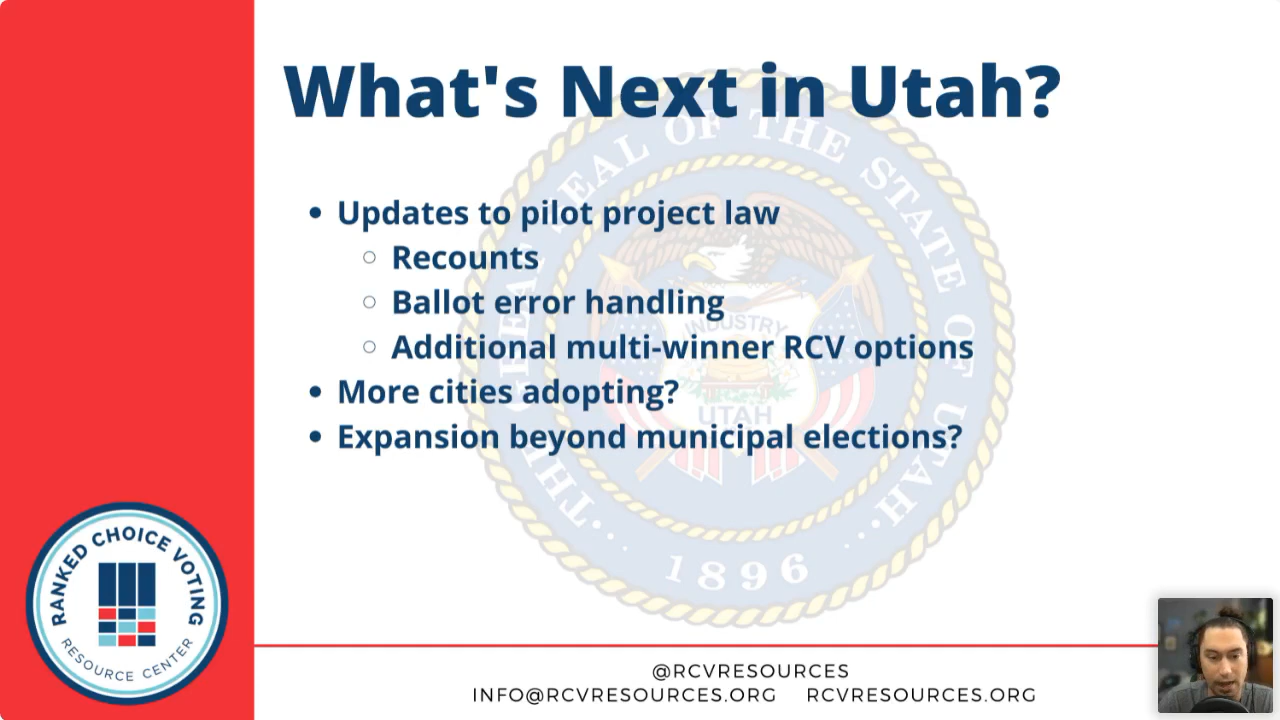 What's Next in Utah?
Updates to pilot project law
Recounts
Ballot error handling
Additional multi-winner RCV options
More cities adopting?
Expansion beyond municipal elections?
THE GREAT SEAL OF THE STATE OF UTAH
INDUSTRY
UTAH
1896
RANKED CHOICE VOTING
RESOURCE CENTER
@RCVRESOURCES
INFO@RCVRESOURCES.ORG RCVRESOURCES.ORG